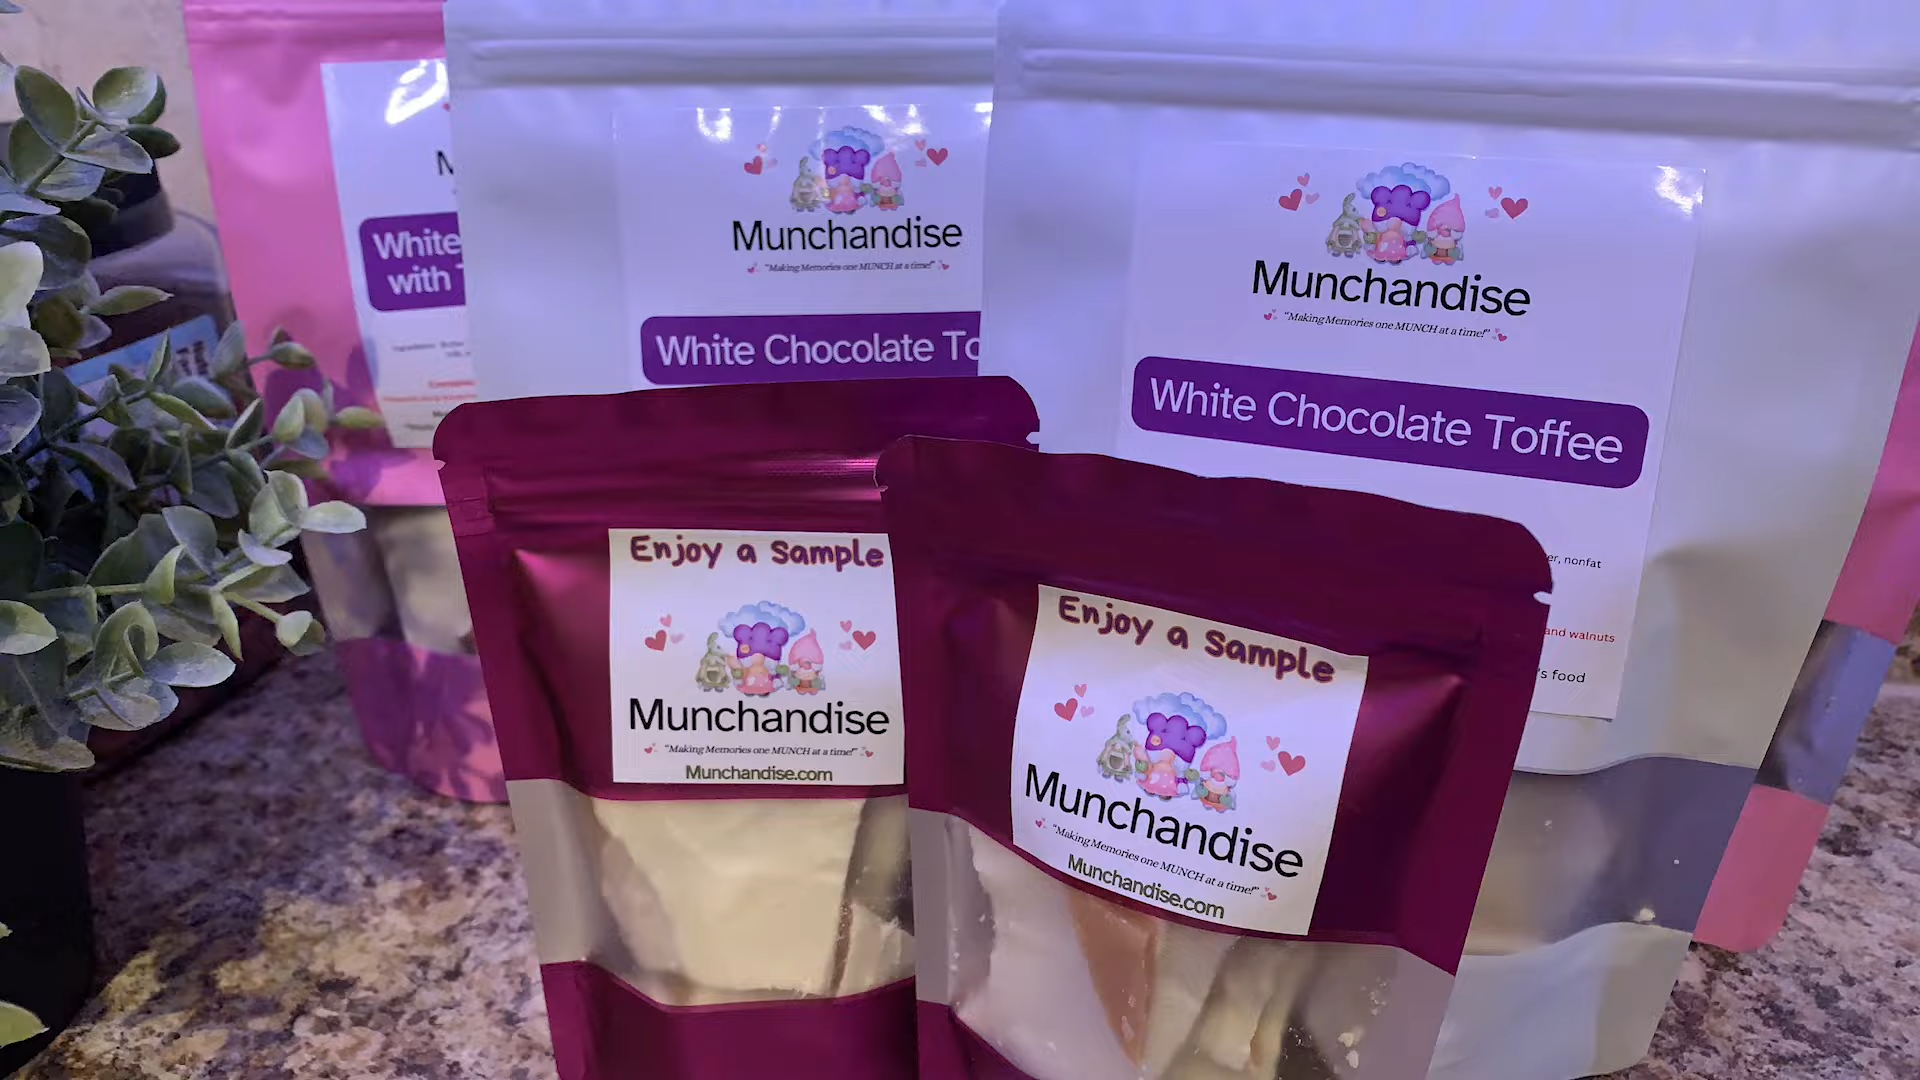 White
with
Munchandise
"Making Memories one MUNCH at a time!"
White Chocolate To
Munchandise
"Making Memories one MUNCH at a time!"
White Chocolate Toffee
nonfat
and walnuts
's food
Enjoy a Sample
Munchandise
"Making Memories one MUNCH at a time!"
Munchandise.com
Enjoy a Sample
Munchandise
"Making Memories one MUNCH at a time!"
Munchandise.com